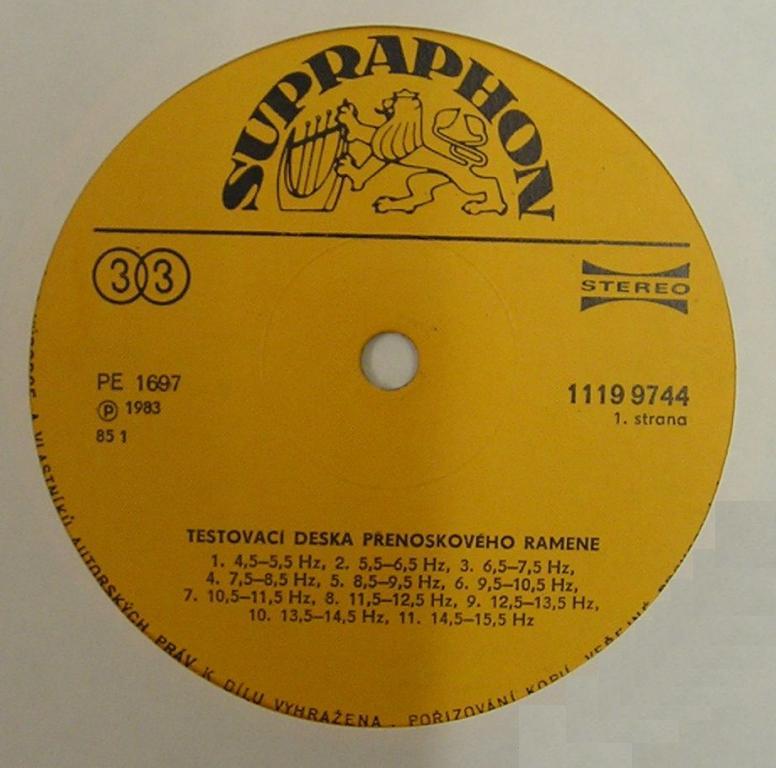 SUPRAPHON
33
STEREO
PE 1697
Ⓟ 1983
85 1
1119 9744
1. strana
TESTOVACÍ DESKA PŘENOSKOVÉHO RAMENE
1. 4,5–5,5 Hz, 2. 5,5–6,5 Hz, 3. 6,5–7,5 Hz,
4. 7,5–8,5 Hz, 5. 8,5–9,5 Hz, 6. 9,5–10,5 Hz,
7. 10,5–11,5 Hz, 8. 11,5–12,5 Hz, 9. 12,5–13,5 Hz,
10. 13,5–14,5 Hz, 11. 14,5–15,5 Hz
A VLASTNÍKŮ AUTORSKÝCH PRÁV K DÍLU VYHRAŽENA. POŘIZOVÁNÍ KOPIÍ, VEŘEJNÉ